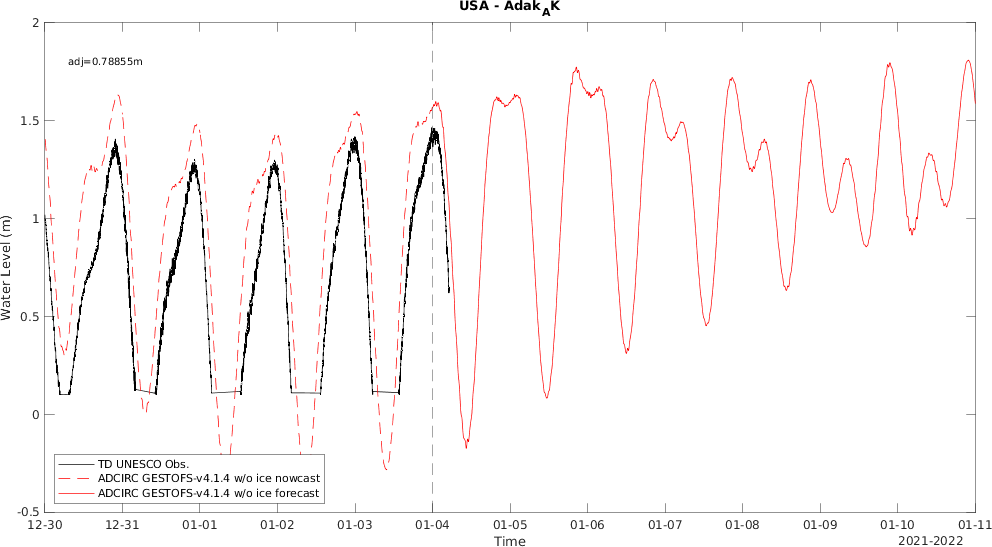 USA - Adak_AK
2
adj=0.78855m
1.5
1
0.5
0
-0.5
Water Level (m)
TD UNESCO Obs.
ADCIRC GESTOFS-v4.1.4 w/o ice nowcast
ADCIRC GESTOFS-v4.1.4 w/o ice forecast
12-30 12-31 01-01 01-02 01-03 01-04 01-05 01-06 01-07 01-08 01-09 01-10 01-11
Time
2021-2022